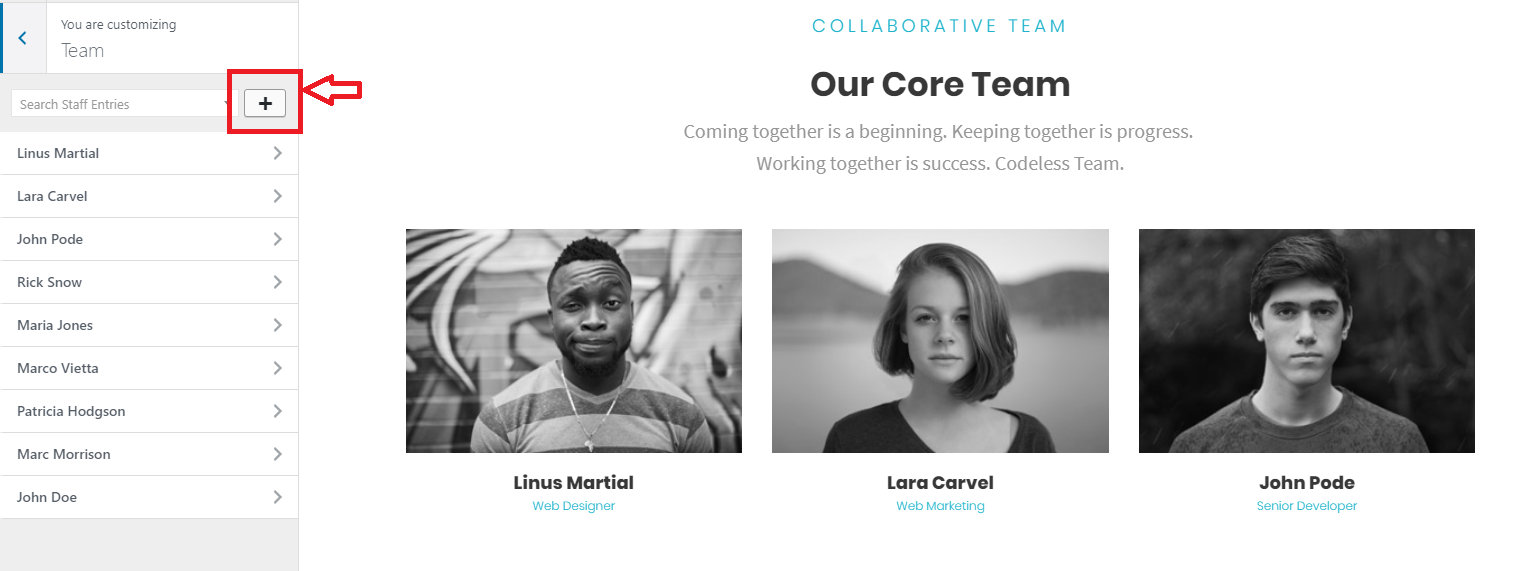 You are customizing
Team
Search Staff Entries
+
Linus Martial
Lara Carvel
John Pode
Rick Snow
Maria Jones
Marco Vietta
Patricia Hodgson
Marc Morrison
John Doe
COLLABORATIVE TEAM
Our Core Team
Coming together is a beginning. Keeping together is progress.
Working together is success. Codeless Team.
Linus Martial
Web Designer
Lara Carvel
Web Marketing
John Pode
Senior Developer